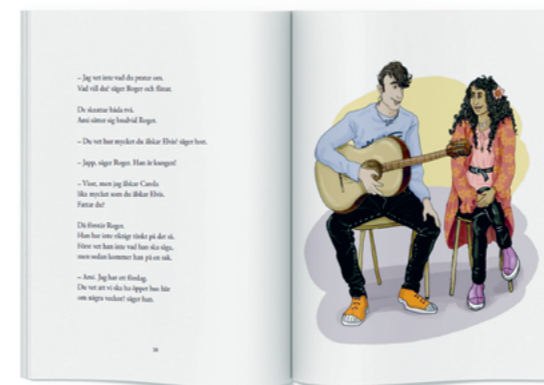 – Jag vet inte vad du pratar om.
Vad vill du? säger Roger och flinar.
De skrattar båda två.
Ami sätter sig bredvid Roger.
– Du vet hur mycket du älskar Elvis? säger hon.
– Japp, säger Roger. Han är kungen!
– Visst, men jag älskar Carola
lika mycket som du älskar Elvis.
Fattar du?
Då förstår Roger.
Han har inte riktigt tänkt på det så.
Först vet han inte vad han ska säga,
men sedan kommer han på en sak.
– Ami. Jag har ett förslag.
Du vet att vi ska ha öppet hus här
om några veckor? säger han.